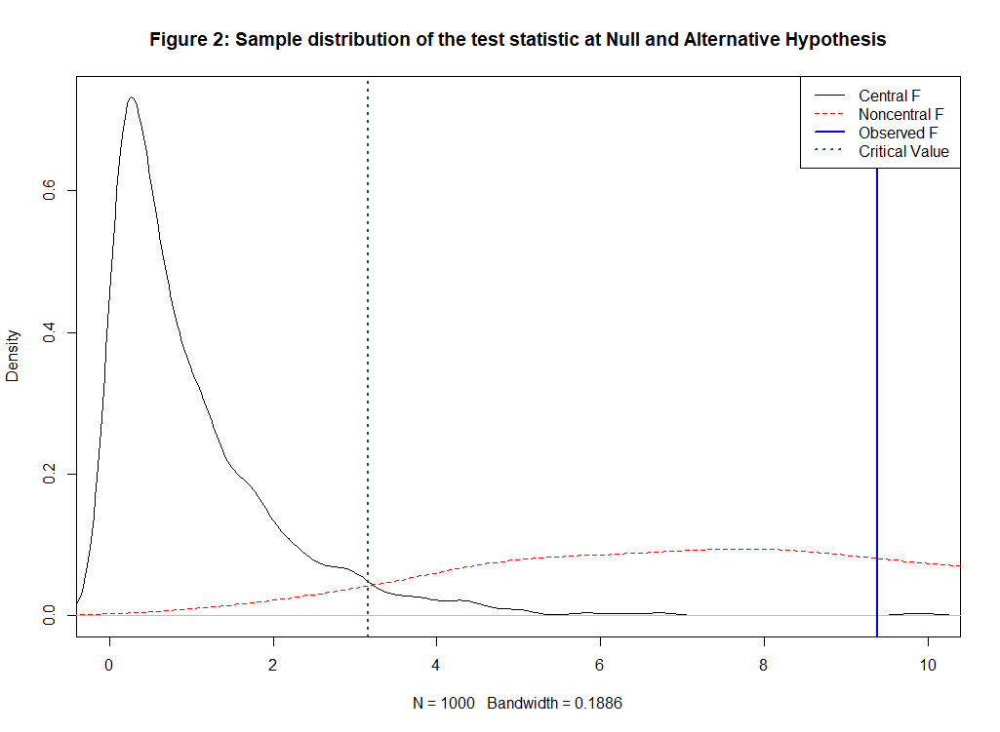 Figure 2: Sample distribution of the test statistic at Null and Alternative Hypothesis
Central F
Noncentral F
Observed F
Critical Value
Density
0.6
0.4
0.2
0.0
0 2 4 6 8 10
N = 1000 Bandwidth = 0.1886